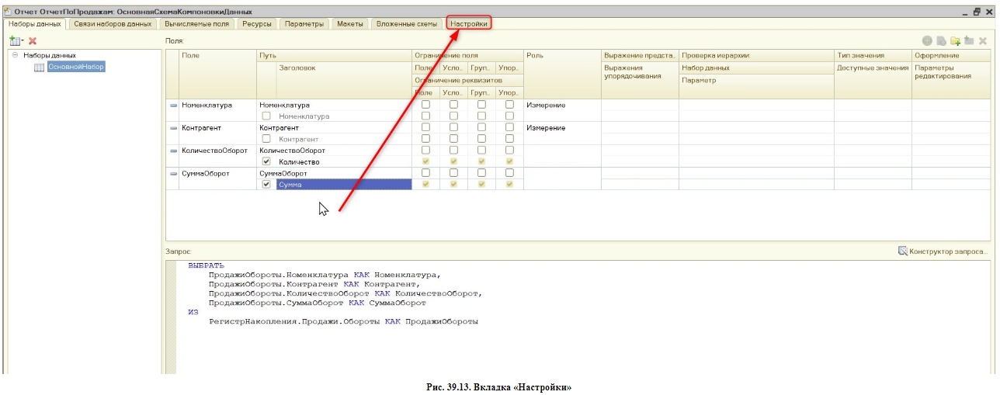 Отчет ОтчетПоПродажам: ОсновнаяСхемаКомпоновкиДанных
Наборы данных Связи наборов данных Вычисляемые поля Ресурсы Параметры Макеты Вложенные схемы Настройки
Поля:
Наборы данных
ОсновнойНабор
Поле Путь Ограничение поля Роль Выражение предста.. Проверка иерархии: Тип значения Оформление
Заголовок Поле Усло.. Груп.. Упор.. Выражения упорядочивания Набор данных Доступные значения Параметры редактирования
Ограничение реквизитов Параметр
Поле Усло.. Груп.. Упор..
Номенклатура Номенклатура Измерение
Номенклатура
Контрагент Контрагент Измерение
Контрагент
КоличествоОборот КоличествоОборот
Количество
СуммаОборот СуммаОборот
Сумма
Запрос: Конструктор запроса...
ВЫБРАТЬ
ПродажиОбороты.Номенклатура КАК Номенклатура,
ПродажиОбороты.Контрагент КАК Контрагент,
ПродажиОбороты.КоличествоОборот КАК КоличествоОборот,
ПродажиОбороты.СуммаОборот КАК СуммаОборот
ИЗ
РегистрНакопления.Продажи.Обороты КАК ПродажиОбороты
Рис. 39.13. Вкладка «Настройки»